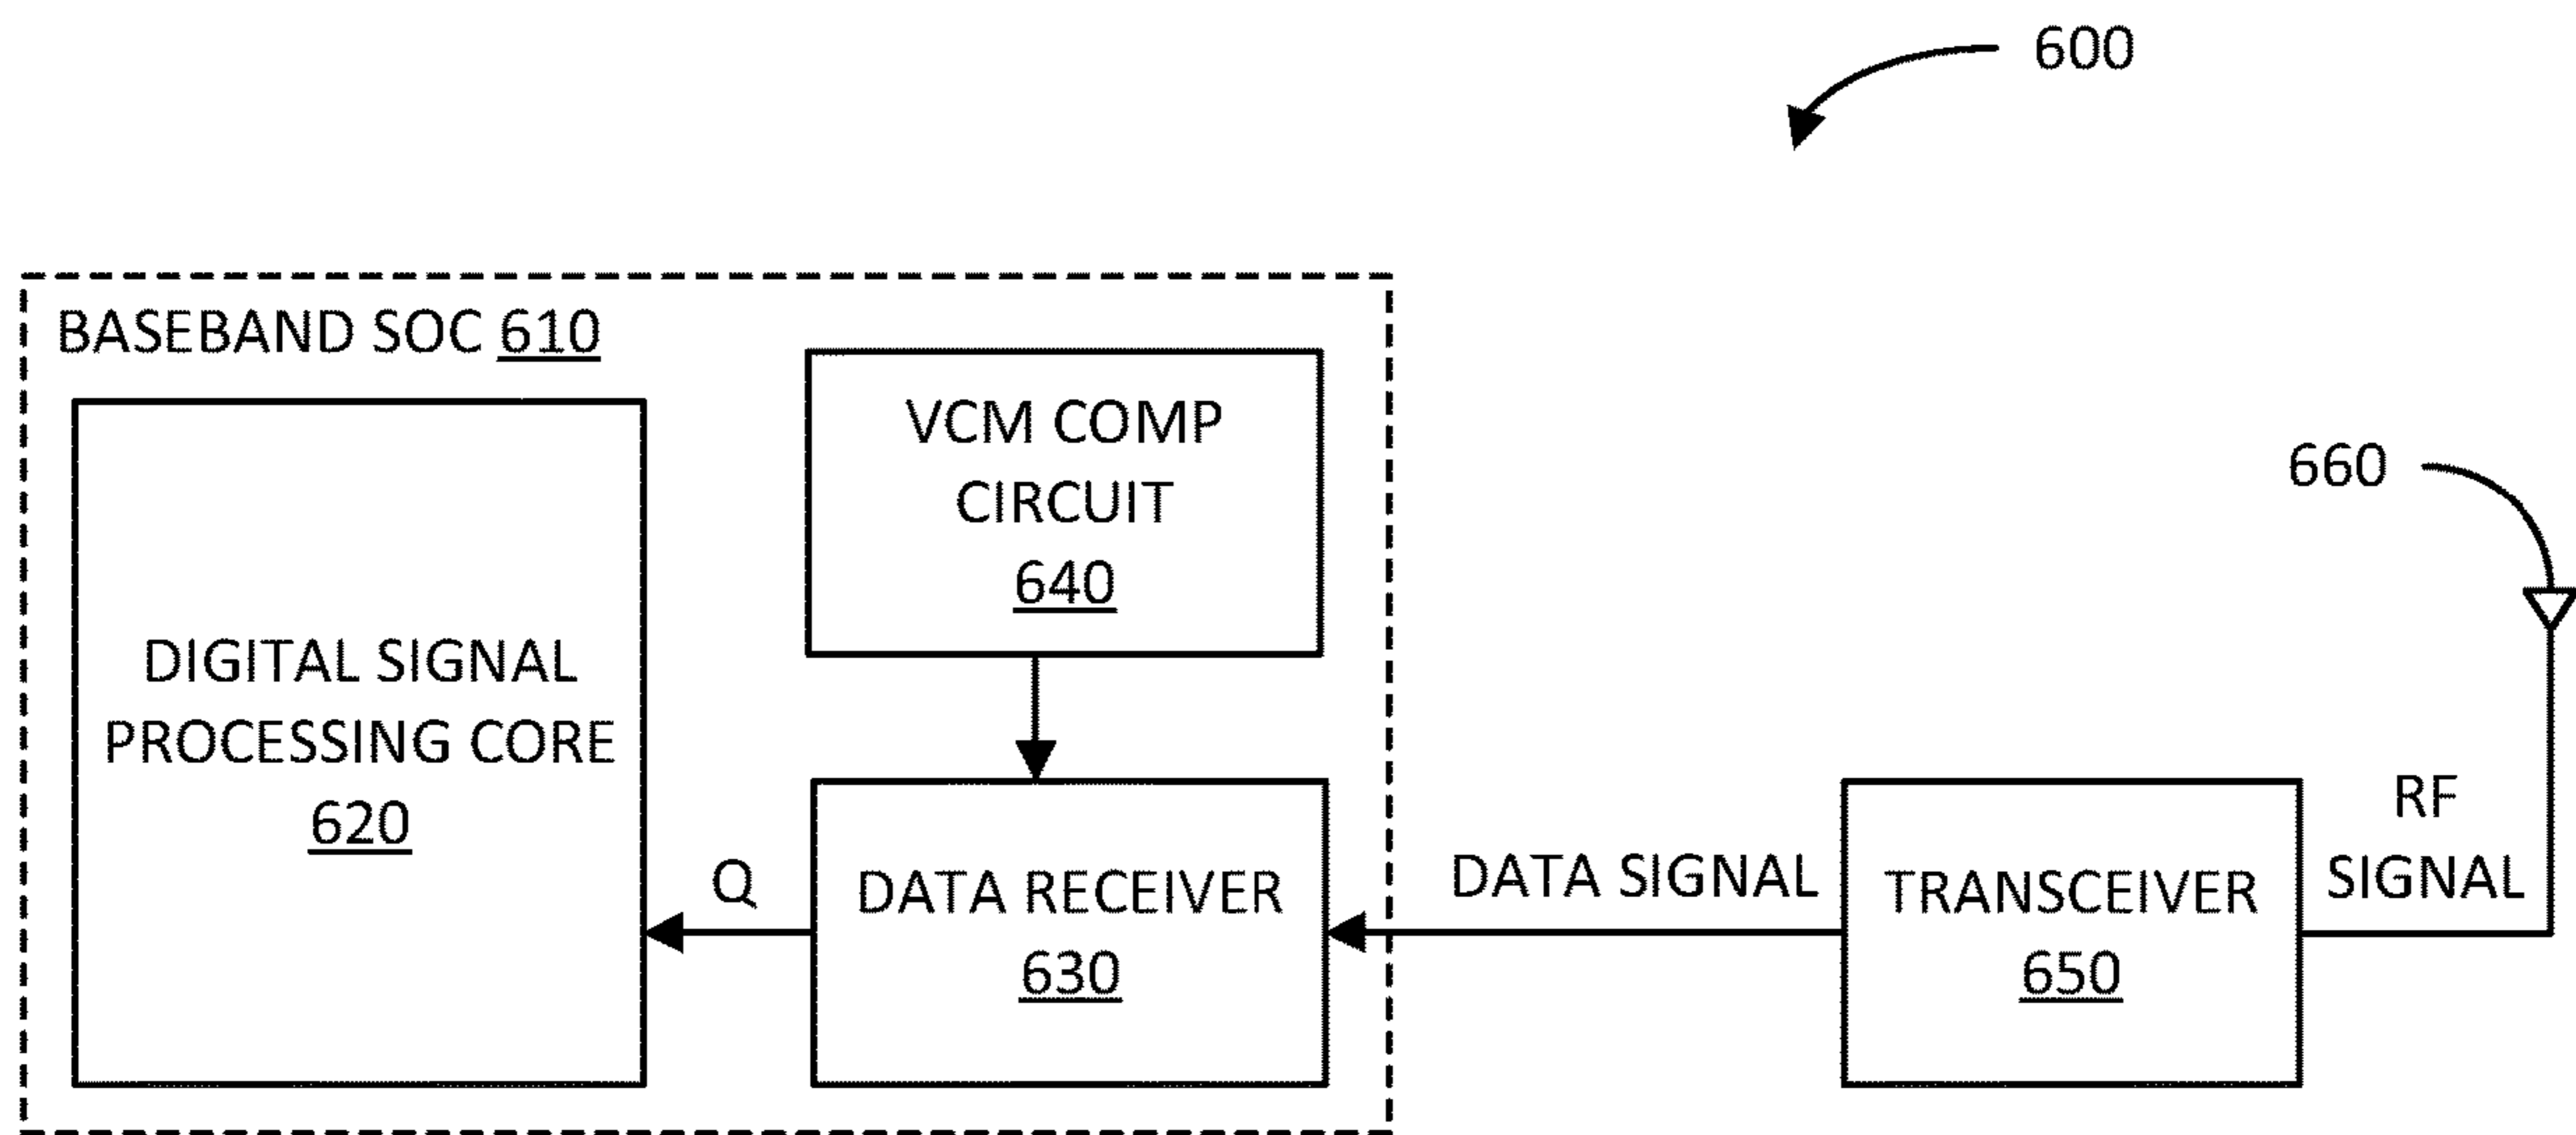 600
BASEBAND SOC 610
VCM COMP
CIRCUIT
640
660
DIGITAL SIGNAL
PROCESSING CORE
620
Q
DATA RECEIVER
630
DATA SIGNAL
TRANSCEIVER
650
RF
SIGNAL